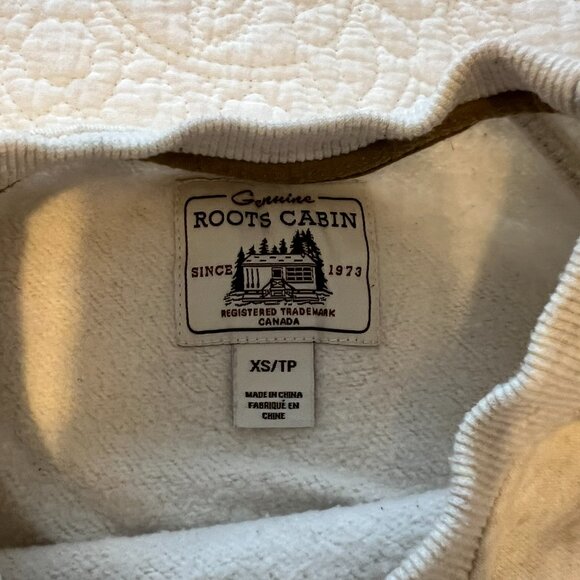 Genuine
ROOTS CABIN
SINCE 1973
REGISTERED TRADEMARK
CANADA
XS/TP
MADE IN CHINA
FABRIQUÉ EN
CHINE